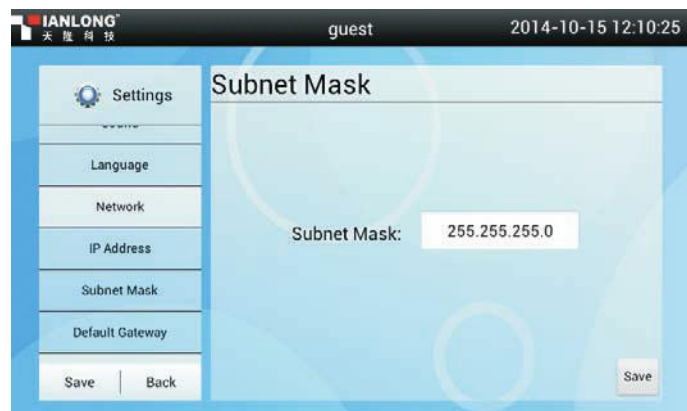 TIANLONG
天隆科技
guest
2014-10-15 12:10:25
Settings
Language
Network
IP Address
Subnet Mask
Default Gateway
Save
Back
Subnet Mask
Subnet Mask:
255.255.255.0
Save